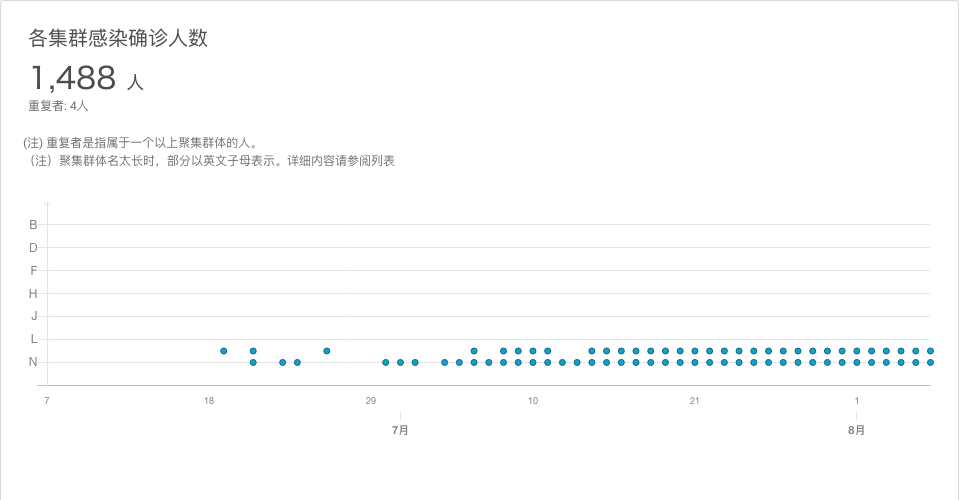 各集群感染确诊人数
1,488 人
重复者: 4人
(注) 重复者是指属于一个以上聚集群体的人。
（注）聚集群体名太长时，部分以英文子母表示。详细内容请参阅列表
B
D
F
H
J
L
N
7 18 29 10 21 1
7月 8月